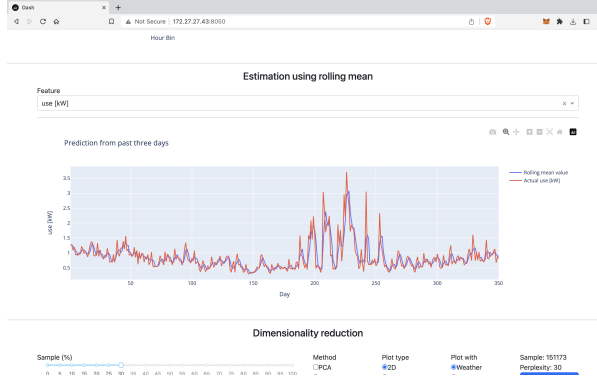 Dash
Not Secure | 172.27.27.43:8050
Hour Bin
Estimation using rolling mean
Feature
use [kW]
Prediction from past three days
Rolling mean value
Actual use [kW]
3.5
3
2.5
2
1.5
1
0.5
use [kW]
50 100 150 200 250 300 350
Day
Dimensionality reduction
Sample (%) Method Plot type Plot with Sample: 151173
PCA 2D Weather Perplexity: 30
0 5 10 15 20 25 30 35 40 45 50 55 60 65 70 75 80 85 90 95 100